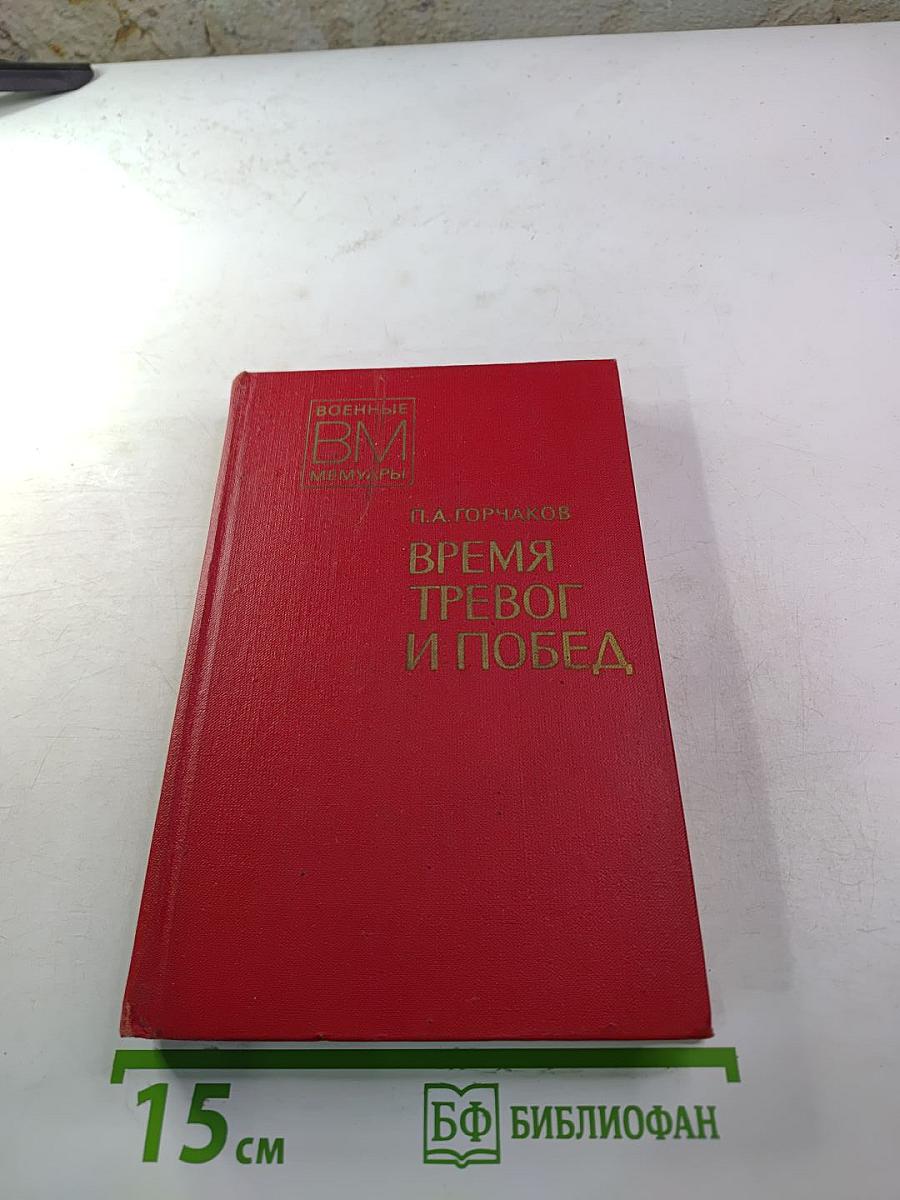 ВОЕННЫЕ
ВМ
МЕМУАРЫ
П.А. ГОРЧАКОВ
ВРЕМЯ
ТРЕВОГ
И ПОБЕД
15 см
БФ БИБЛИОФАН